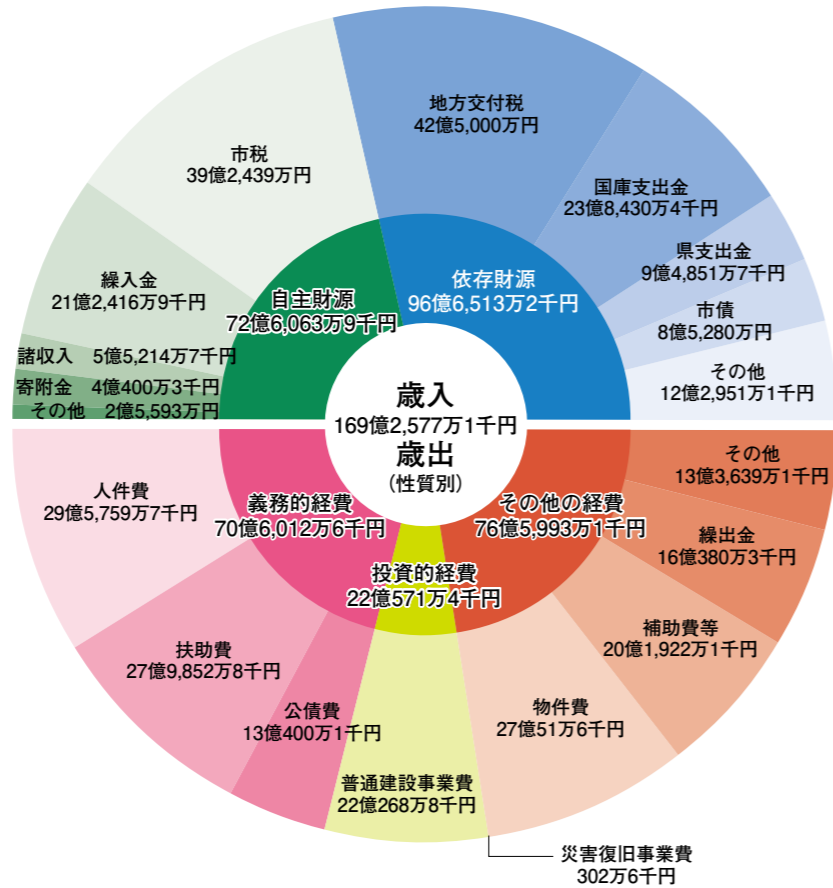 地方交付税
42億5,000万円
市税
39億2,439万円
国庫支出金
23億8,430万4千円
県支出金
9億4,851万7千円
繰入金
21億2,416万9千円
自主財源
72億6,063万9千円
依存財源
96億6,513万2千円
市債
8億5,280万円
諸収入 5億5,214万7千円
寄附金 4億400万3千円
その他 2億5,593万円
その他
12億2,951万1千円
歳入
169億2,577万1千円
歳出
(性質別)
人件費
29億5,759万7千円
義務的経費
70億6,012万6千円
その他の経費
76億5,993万1千円
その他
13億3,639万1千円
繰出金
16億380万3千円
投資的経費
22億571万4千円
扶助費
27億9,852万8千円
補助費等
20億1,922万1千円
公債費
13億400万1千円
物件費
27億51万6千円
普通建設事業費
22億268万8千円
災害復旧事業費
302万6千円